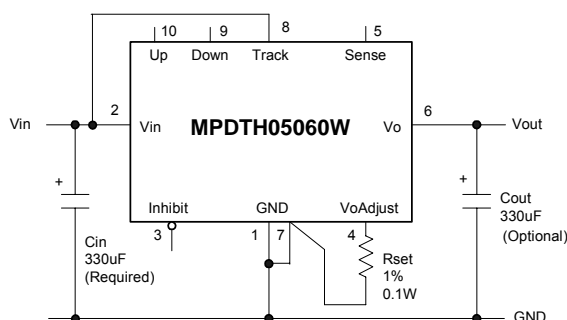 10 9 8 5
Up Down Track Sense
Vin 2 Vin MPDTH05060W Vo 6 Vout
+ +
Inhibit GND VoAdjust
3 1 7 4
Cin
330uF
(Required)
Rset
1%
0.1W
Cout
330uF
(Optional)
GND